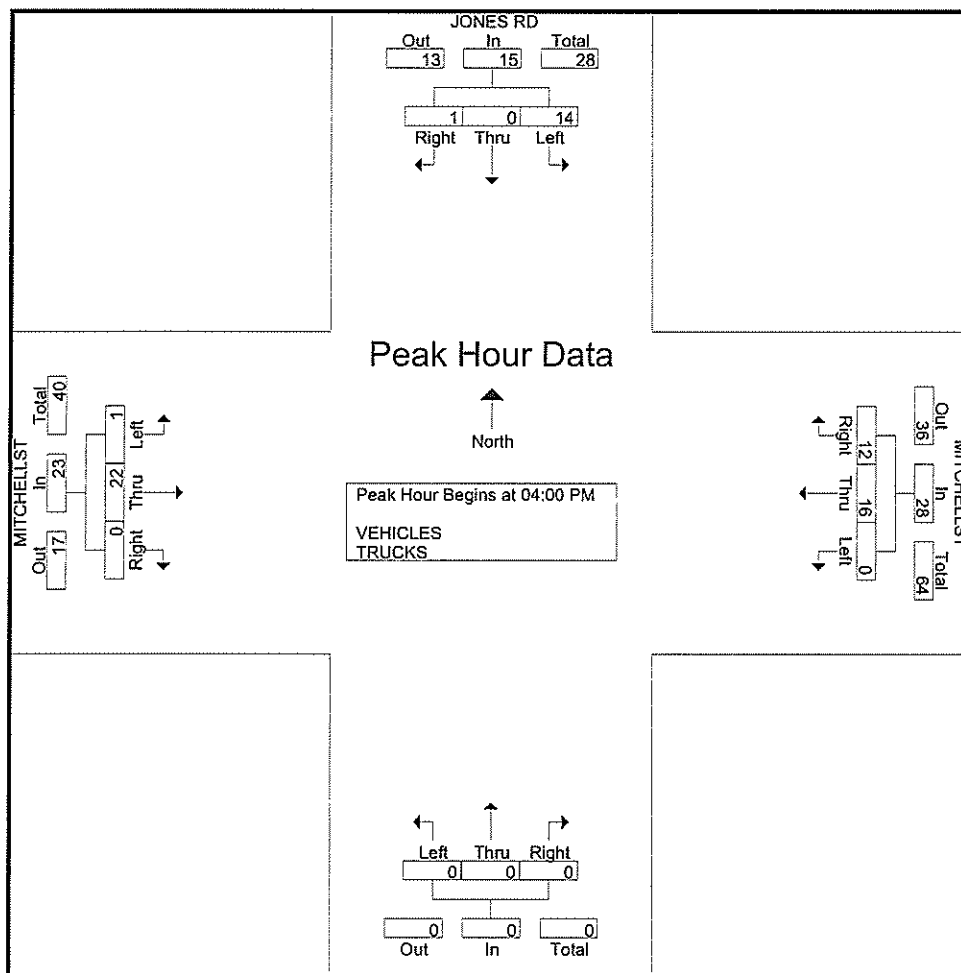 JONES RD
Out In Total
13 15 28
1 0 14
Right Thru Left
Peak Hour Data
North
Peak Hour Begins at 04:00 PM
VEHICLES
TRUCKS
MITCHELLST
Total In Out
40 23 17
1 22 0
Left Thru Right
MITCHELLST
Out In Total
36 28 64
12 16 0
Right Thru Left
Left Thru Right
0 0 0
0 0 0
Out In Total